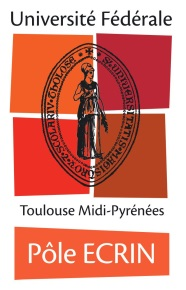 Université Fédérale
Toulouse Midi-Pyrénées
Pôle ECRIN